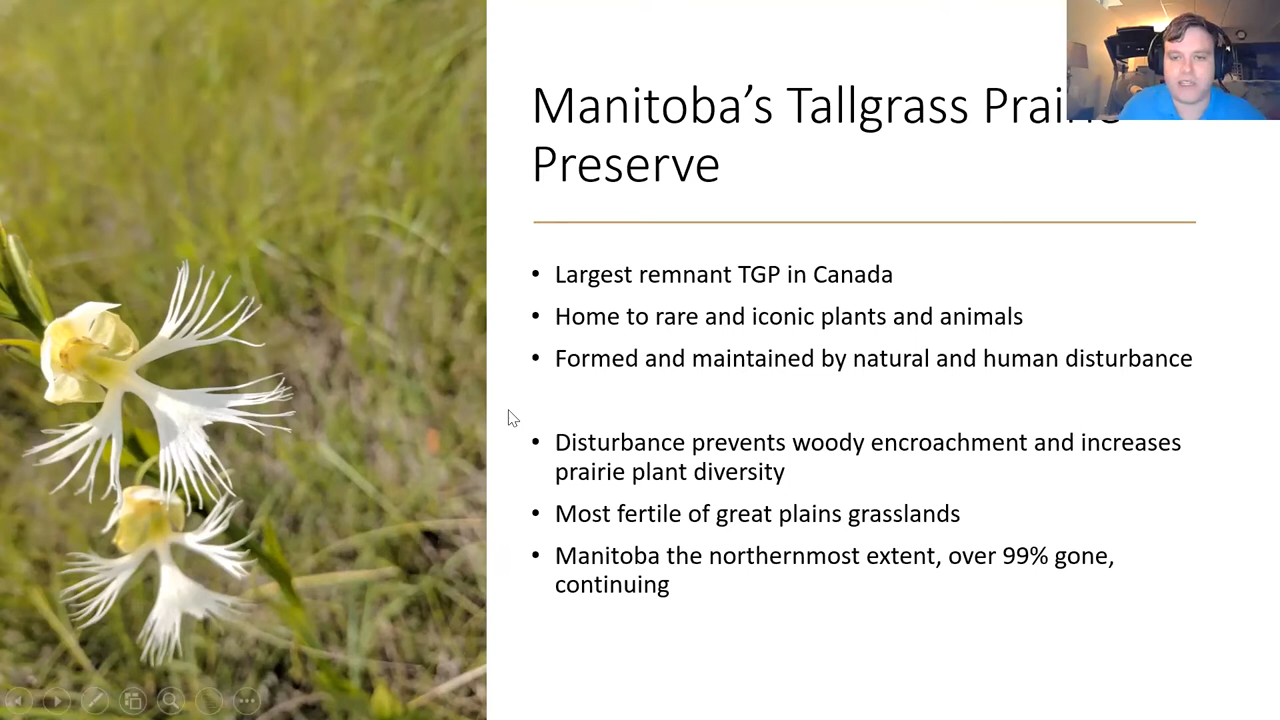 Manitoba's Tallgrass Prairie
Preserve
• Largest remnant TGP in Canada
• Home to rare and iconic plants and animals
• Formed and maintained by natural and human disturbance
• Disturbance prevents woody encroachment and increases
prairie plant diversity
• Most fertile of great plains grasslands
• Manitoba the northernmost extent, over 99% gone,
continuing